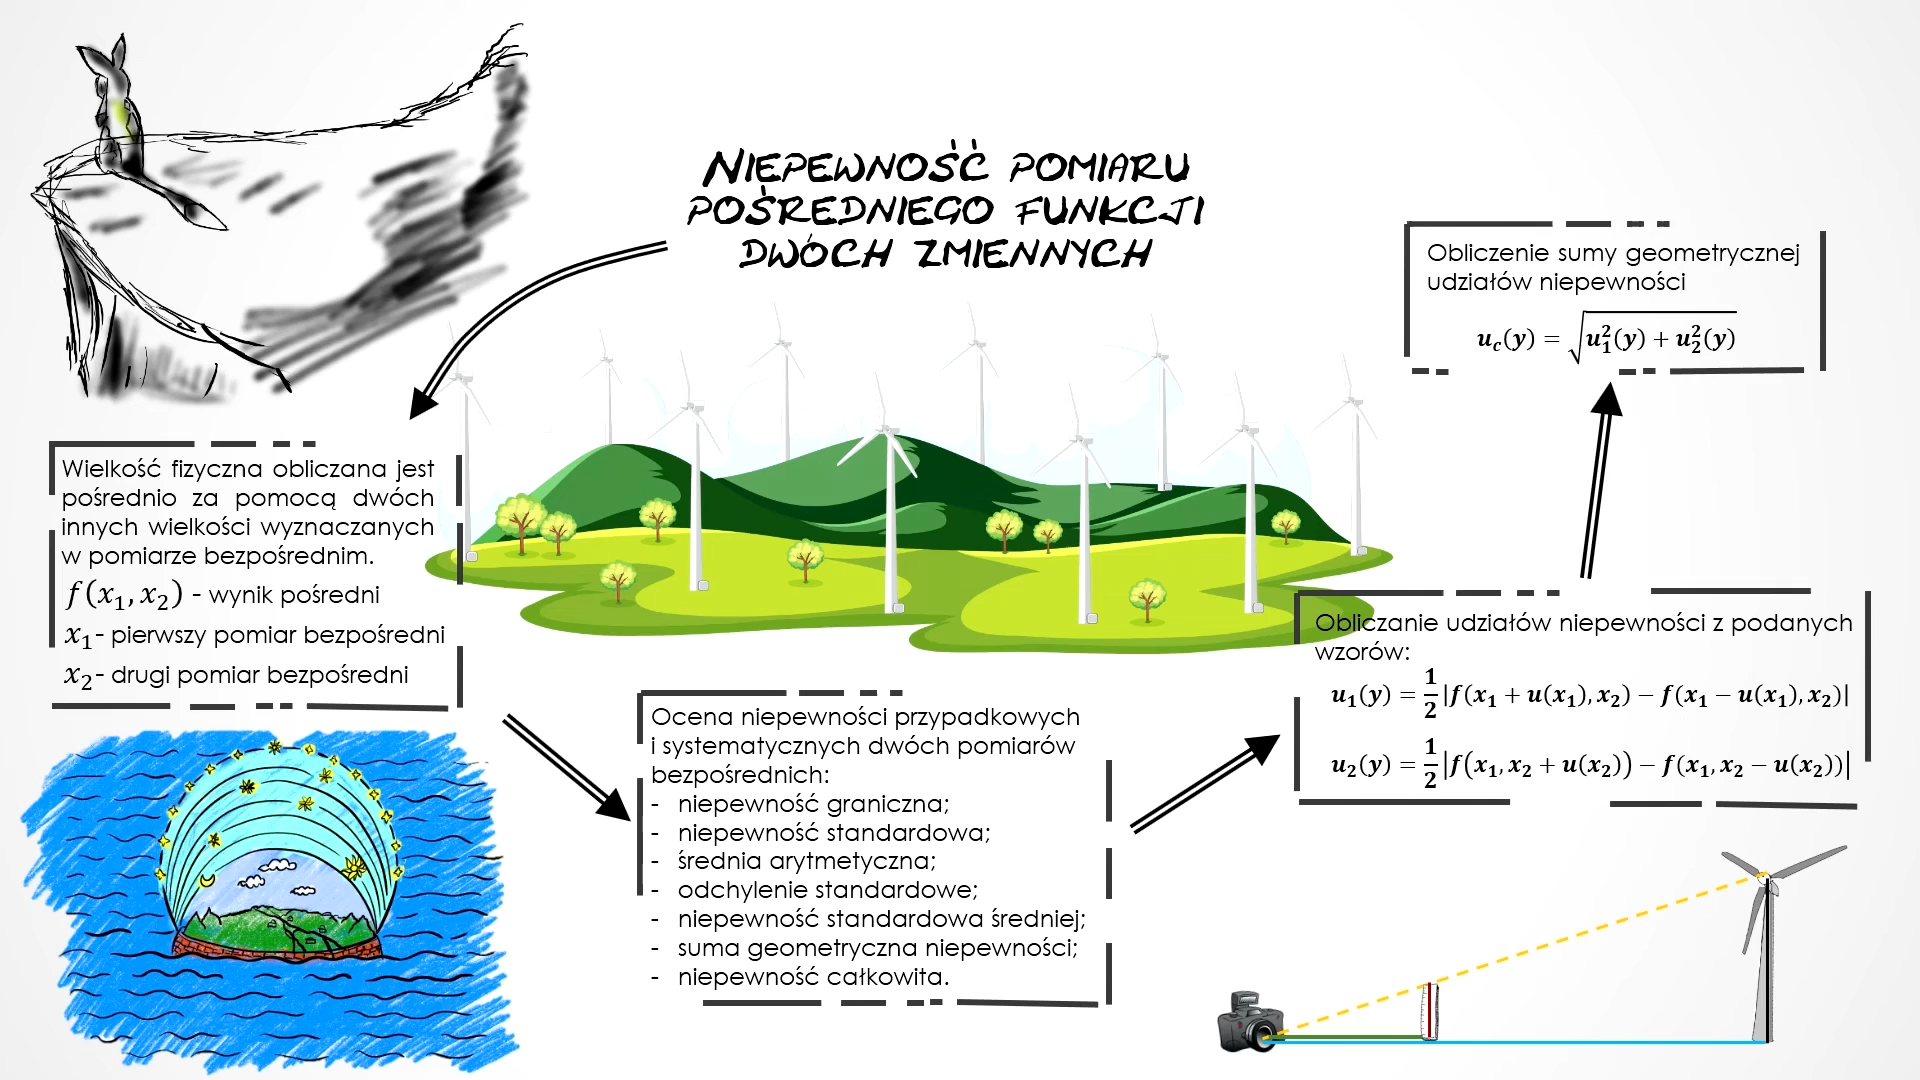 Niepewność pomiaru
pośredniego funkcji
dwóch zmiennych
Wielkość fizyczna obliczana jest
pośrednio za pomocą dwóch
innych wielkości wyznaczanych
w pomiarze bezpośrednim.
f(x₁, x₂) - wynik pośredni
x₁- pierwszy pomiar bezpośredni
x₂- drugi pomiar bezpośredni
Ocena niepewności przypadkowych
i systematycznych dwóch pomiarów
bezpośrednich:
- niepewność graniczna;
- niepewność standardowa;
- średnia arytmetyczna;
- odchylenie standardowe;
- niepewność standardowa średniej;
- suma geometryczna niepewności;
- niepewność całkowita.
Obliczanie udziałów niepewności z podanych
wzorów:
u₁(y) = 1/2 |f(x₁ + u(x₁), x₂) − f(x₁ − u(x₁), x₂)|
u₂(y) = 1/2 |f(x₁, x₂ + u(x₂)) − f(x₁, x₂ − u(x₂))|
Obliczenie sumy geometrycznej
udziałów niepewności
u_c(y) = √(u₁²(y) + u₂²(y))